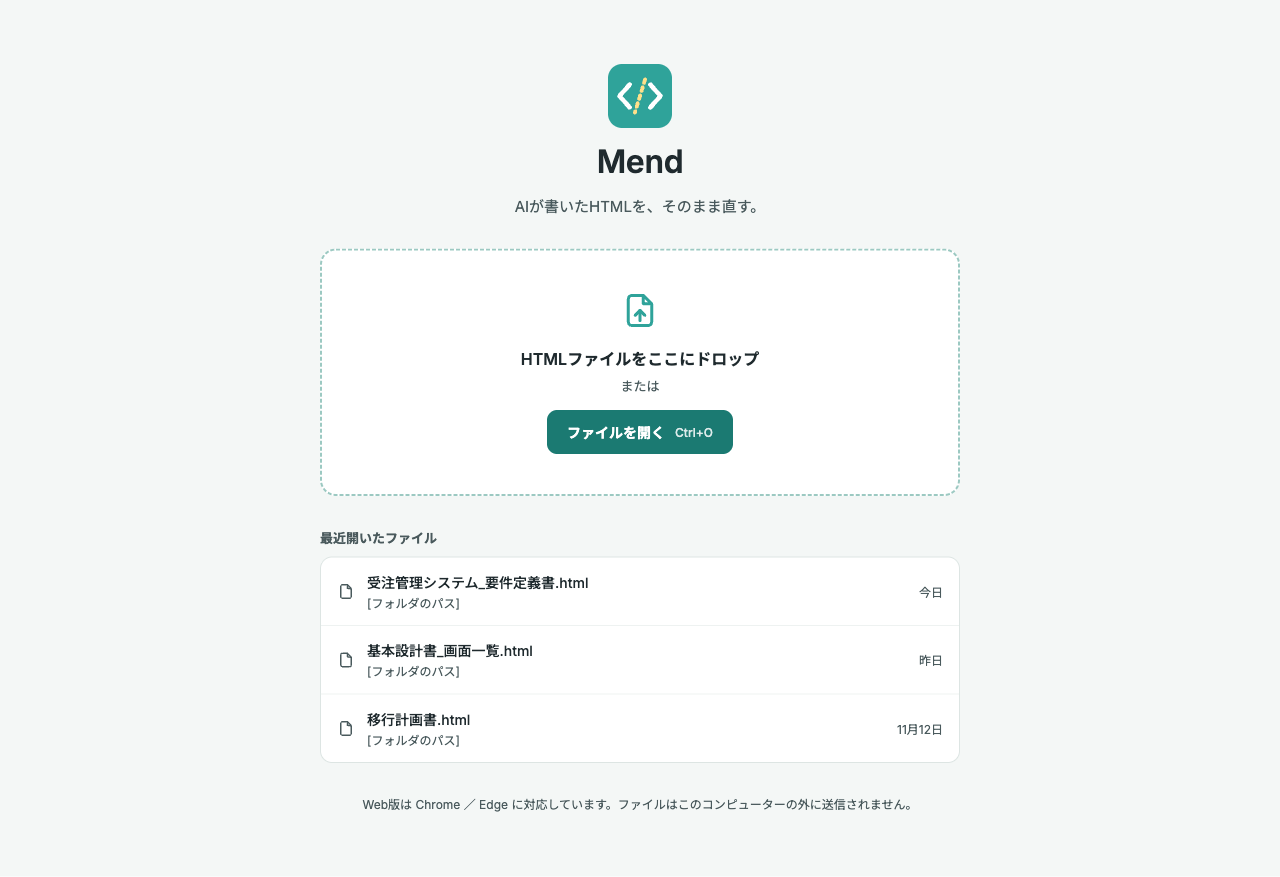 Mend
AIが書いたHTMLを、そのまま直す。
HTMLファイルをここにドロップ
または
ファイルを開く Ctrl+O
最近開いたファイル
受注管理システム_要件定義書.html
[フォルダのパス]
今日
基本設計書_画面一覧.html
[フォルダのパス]
昨日
移行計画書.html
[フォルダのパス]
11月12日
Web版は Chrome ／ Edge に対応しています。ファイルはこのコンピューターの外に送信されません。